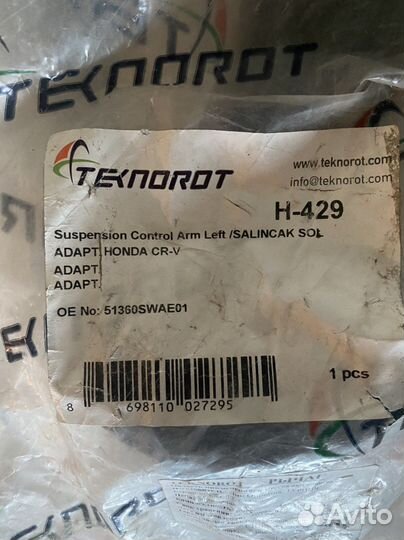 TEKNOROT
TEKNOROT
www.teknorot.com
info@teknorot.com
H-429
Suspension Control Arm Left /SALINCAK SOL
ADAPT. HONDA CR-V
ADAPT.
ADAPT.
OE No: 51360SWAE01
1 pcs
8 698110 027295
TEKNOROT
Avito